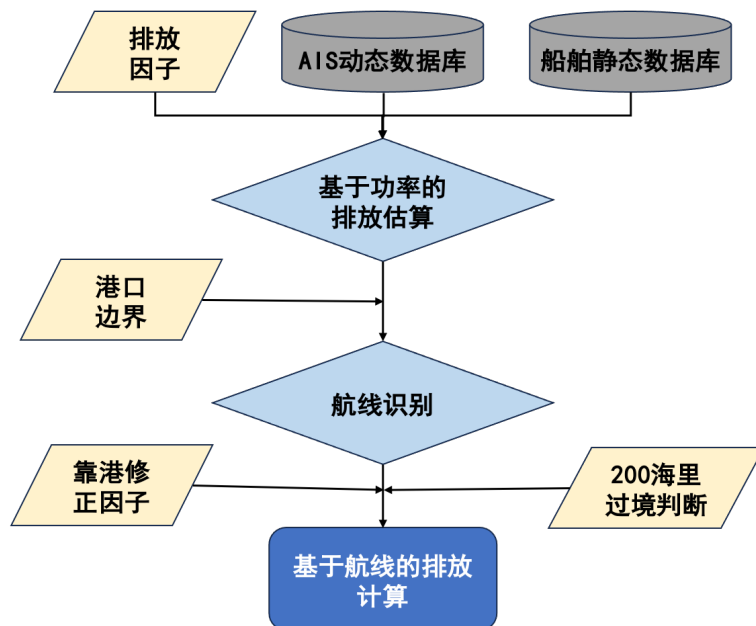 排放
因子
AIS动态数据库
船舶静态数据库
基于功率的
排放估算
港口
边界
航线识别
靠港修
正因子
200海里
过境判断
基于航线的排放
计算